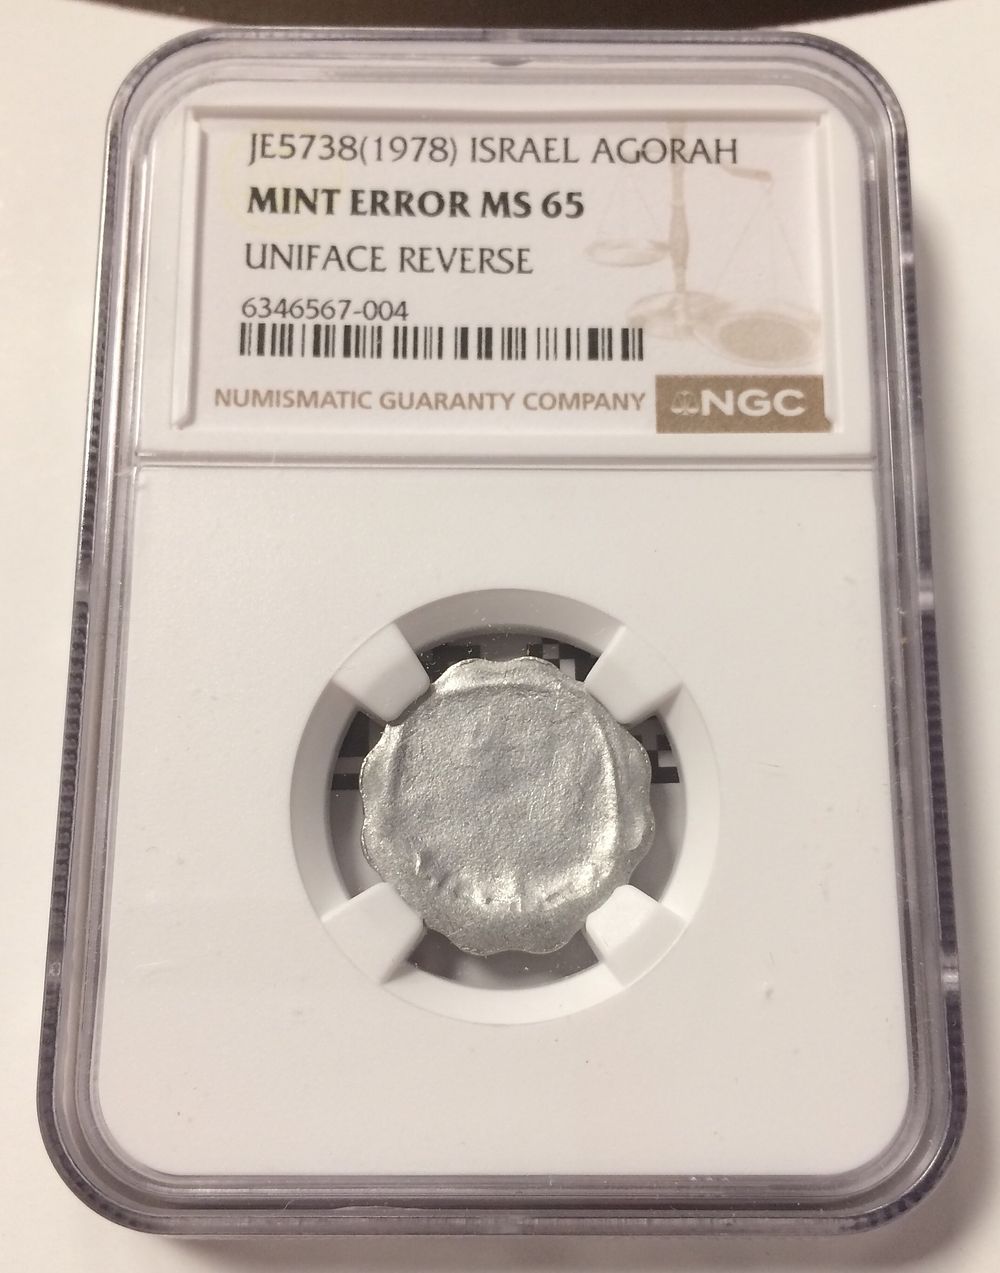 JE5738(1978) ISRAEL AGORAH
MINT ERROR MS 65
UNIFACE REVERSE
6346567-004
NUMISMATIC GUARANTY COMPANY NGC